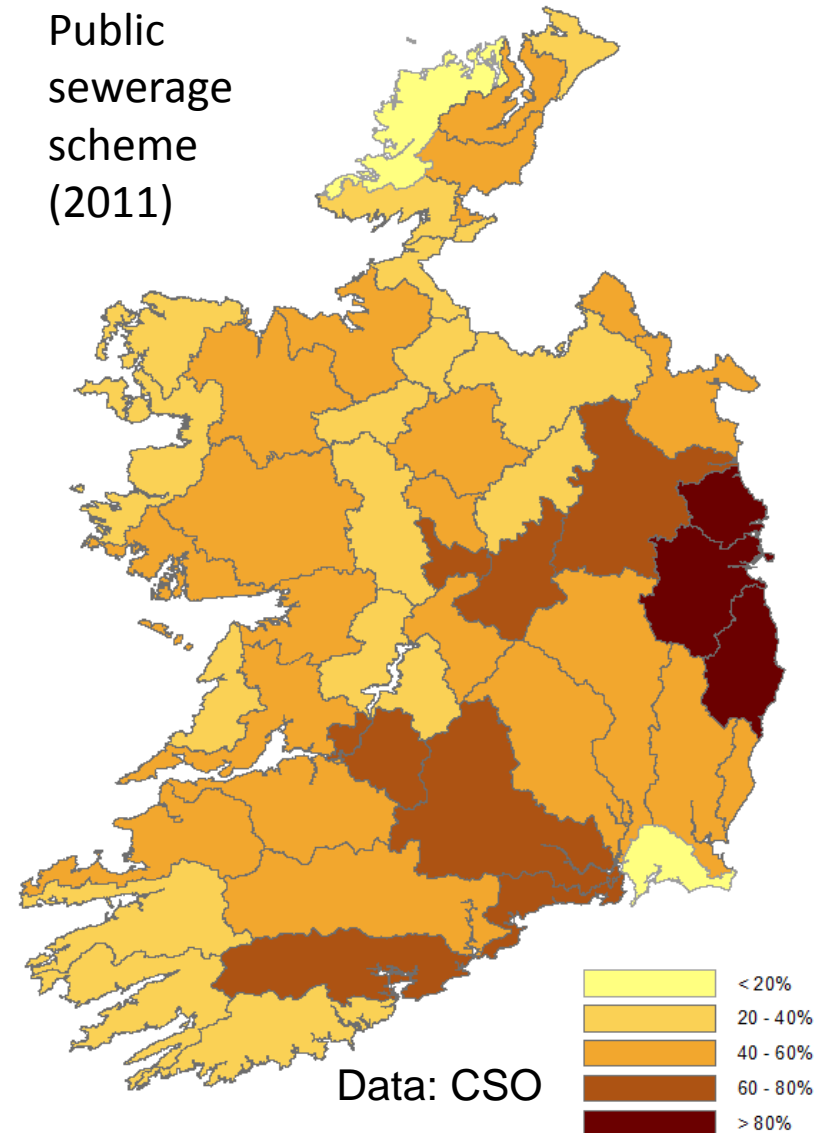 Public
sewerage
scheme
(2011)
Data: CSO
< 20%
20 - 40%
40 - 60%
60 - 80%
> 80%